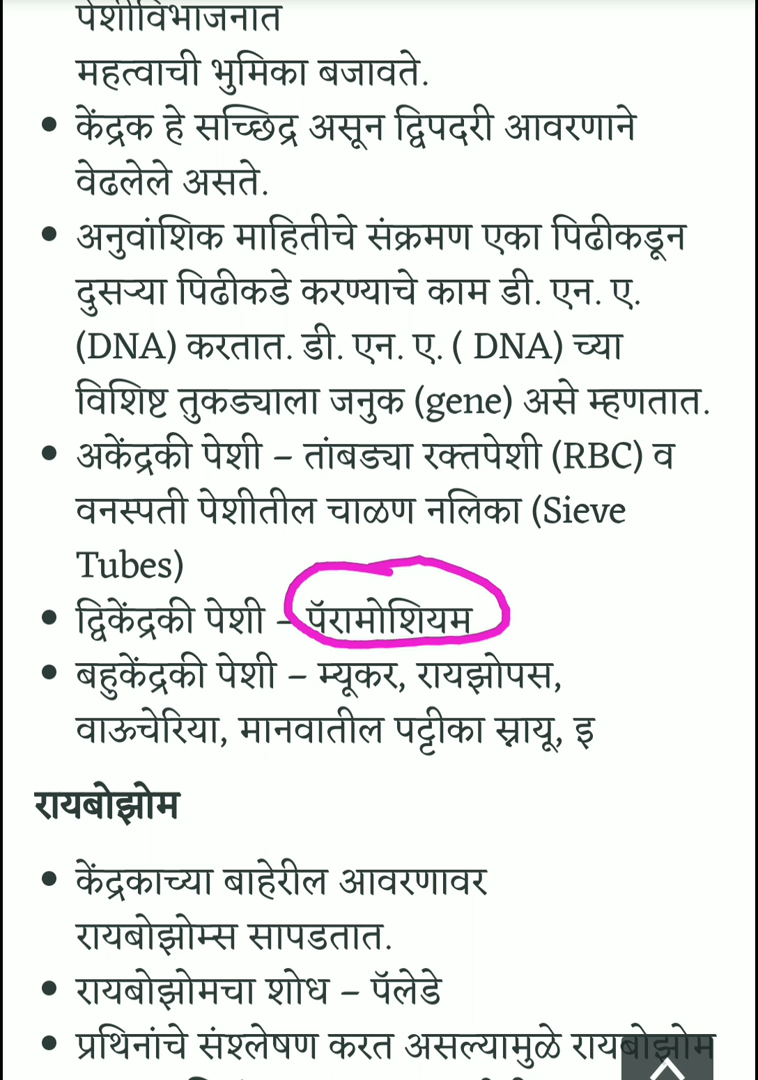 पेशीविभाजनात
महत्वाची भुमिका बजावते.
• केंद्रक हे सच्छिद्र असून द्विपदरी आवरणाने
वेढलेले असते.
• अनुवांशिक माहितीचे संक्रमण एका पिढीकडून
दुसऱ्या पिढीकडे करण्याचे काम डी. एन. ए.
(DNA) करतात. डी. एन. ए. ( DNA) च्या
विशिष्ट तुकड्याला जनुक (gene) असे म्हणतात.
• अकेंद्रकी पेशी – तांबड्या रक्तपेशी (RBC) व
वनस्पती पेशीतील चाळण नलिका (Sieve
Tubes)
• द्विकेंद्रकी पेशी – पॅरामोशियम
• बहुकेंद्रकी पेशी – म्यूकर, रायझोपस,
वाऊचेरिया, मानवातील पट्टीका स्नायू, इ
रायबोझोम
• केंद्रकाच्या बाहेरील आवरणावर
रायबोझोम्स सापडतात.
• रायबोझोमचा शोध – पॅलेडे
• प्रथिनांचे संश्लेषण करत असल्यामुळे रायबोझोम